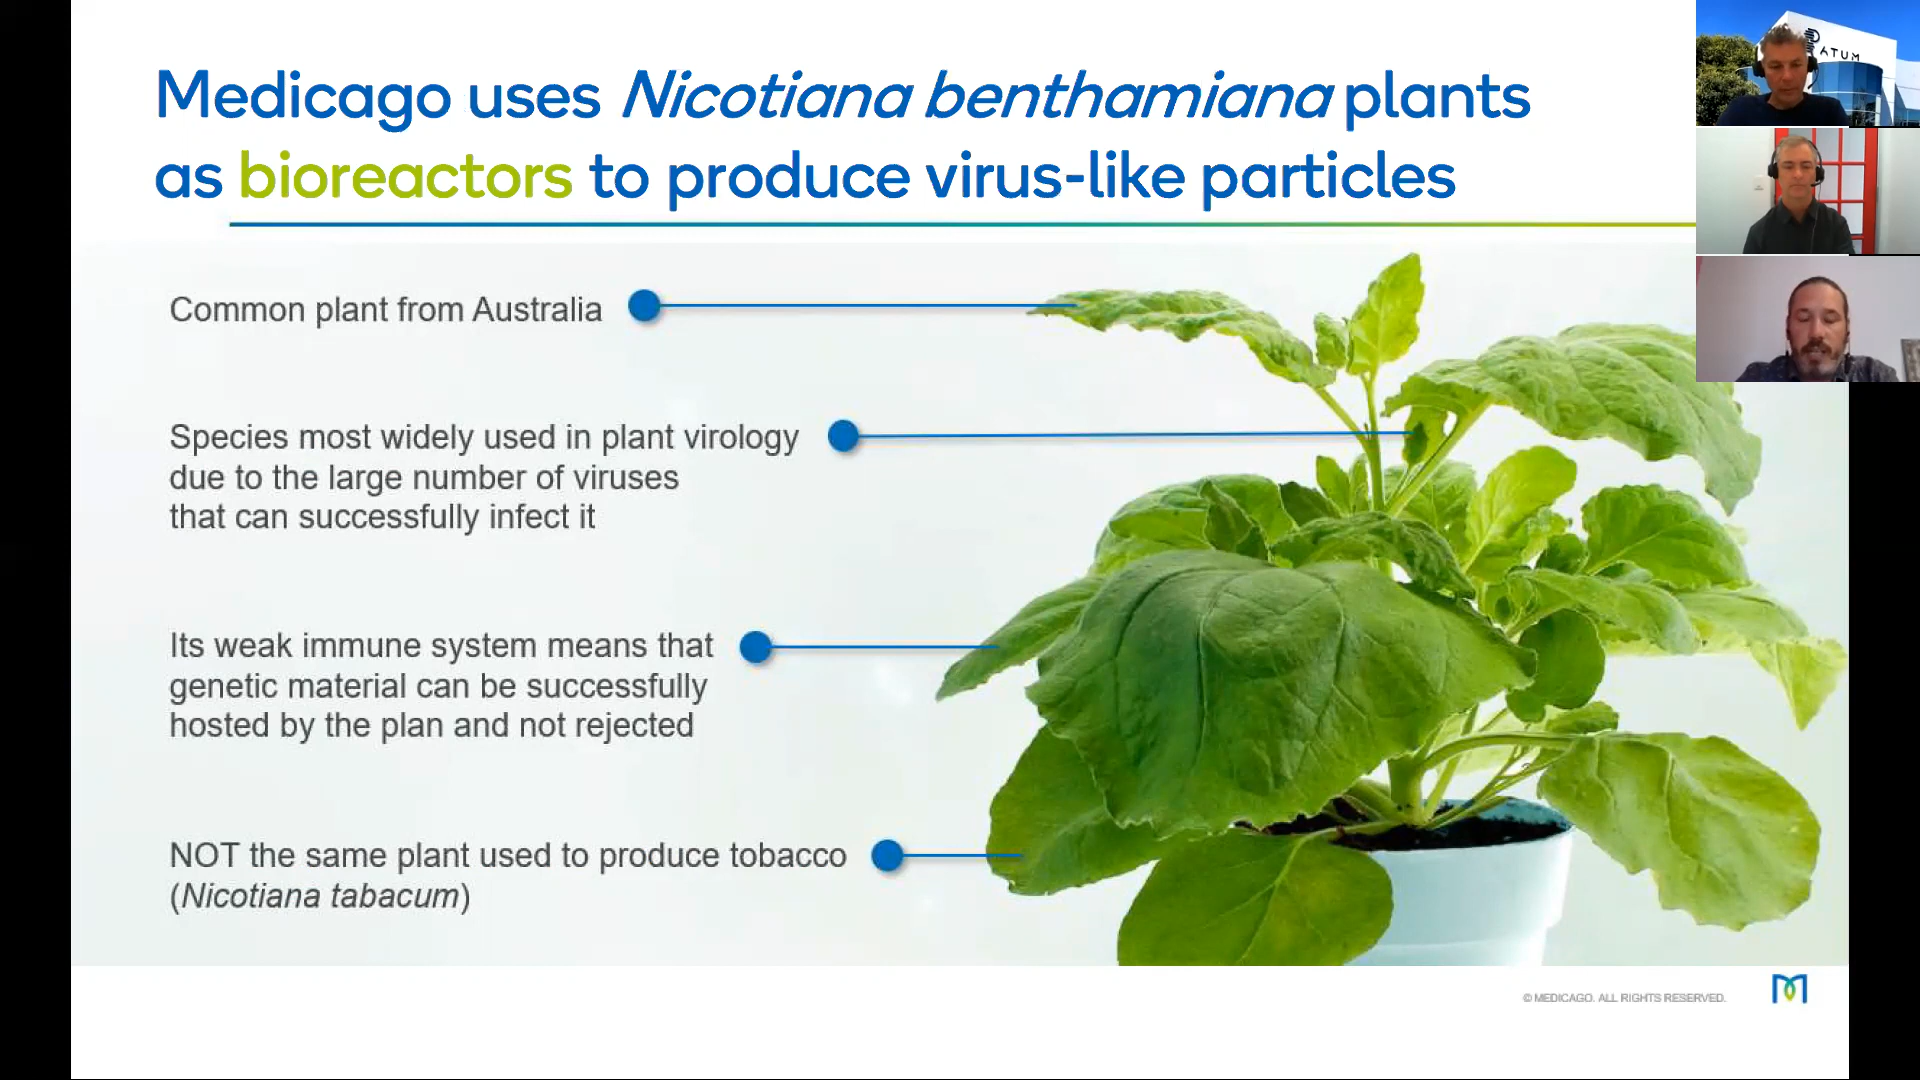 Medicago uses Nicotiana benthamiana plants
as bioreactors to produce virus-like particles
ATUM
Common plant from Australia
Species most widely used in plant virology
due to the large number of viruses
that can successfully infect it
Its weak immune system means that
genetic material can be successfully
hosted by the plan and not rejected
NOT the same plant used to produce tobacco
(Nicotiana tabacum)
© MEDICAGO. ALL RIGHTS RESERVED.